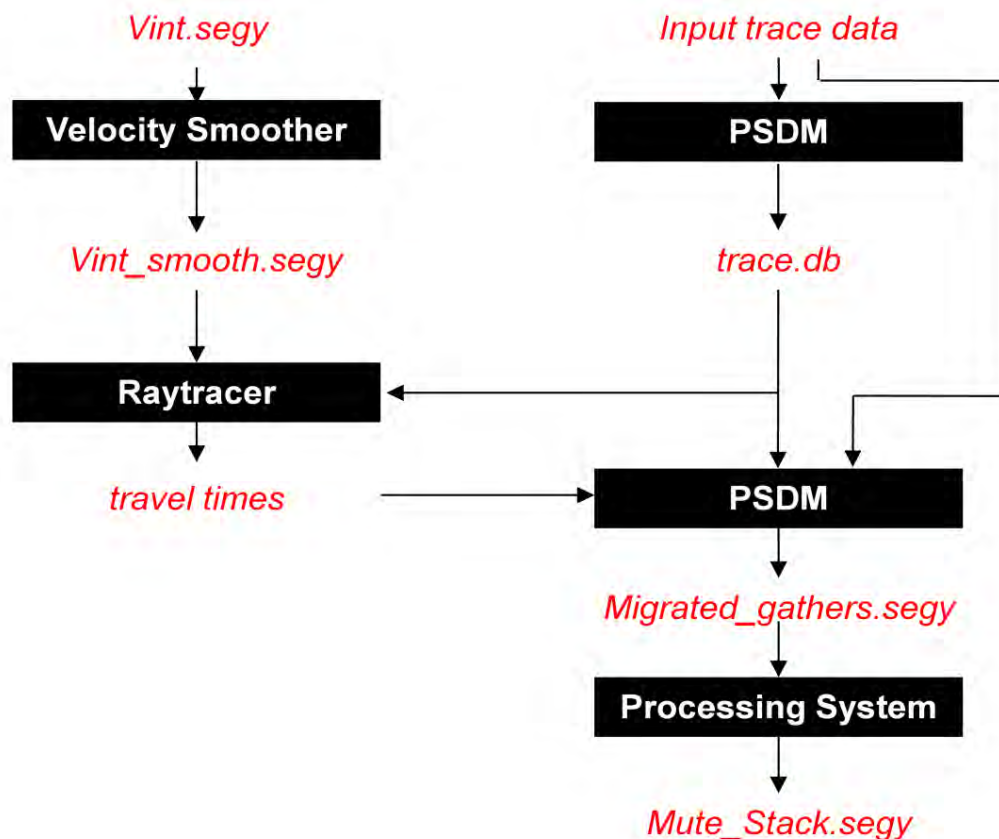 Vint.segy
Input trace data
Velocity Smoother
PSDM
Vint_smooth.segy
trace.db
Raytracer
travel times
PSDM
Migrated_gathers.segy
Processing System
Mute_Stack.segy